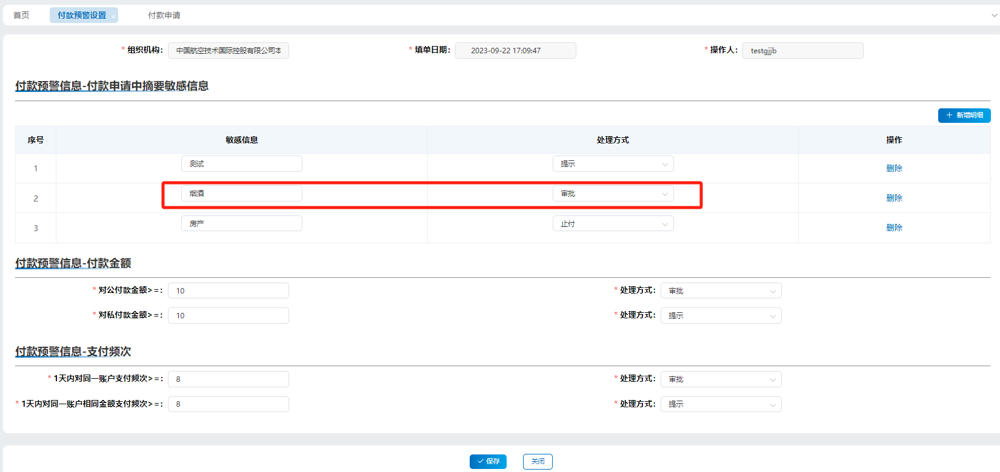 首页 付款预警设置 × 付款申请
* 组织机构： 中国航空技术国际控股有限公司本 * 填单日期： 2023-09-22 17:09:47 * 操作人： testgjjb
付款预警信息-付款申请中摘要敏感信息
＋ 新增明细
序号 敏感信息 处理方式 操作
1 测试 提示 删除
2 烟酒 审批 删除
3 房产 止付 删除
付款预警信息-付款金额
* 对公付款金额>=： 10 * 处理方式： 审批
* 对私付款金额>=： 10 * 处理方式： 提示
付款预警信息-支付频次
* 1天内对同一账户支付频次>=： 8 * 处理方式： 审批
* 1天内对同一账户相同金额支付频次>=： 8 * 处理方式： 提示
保存 关闭